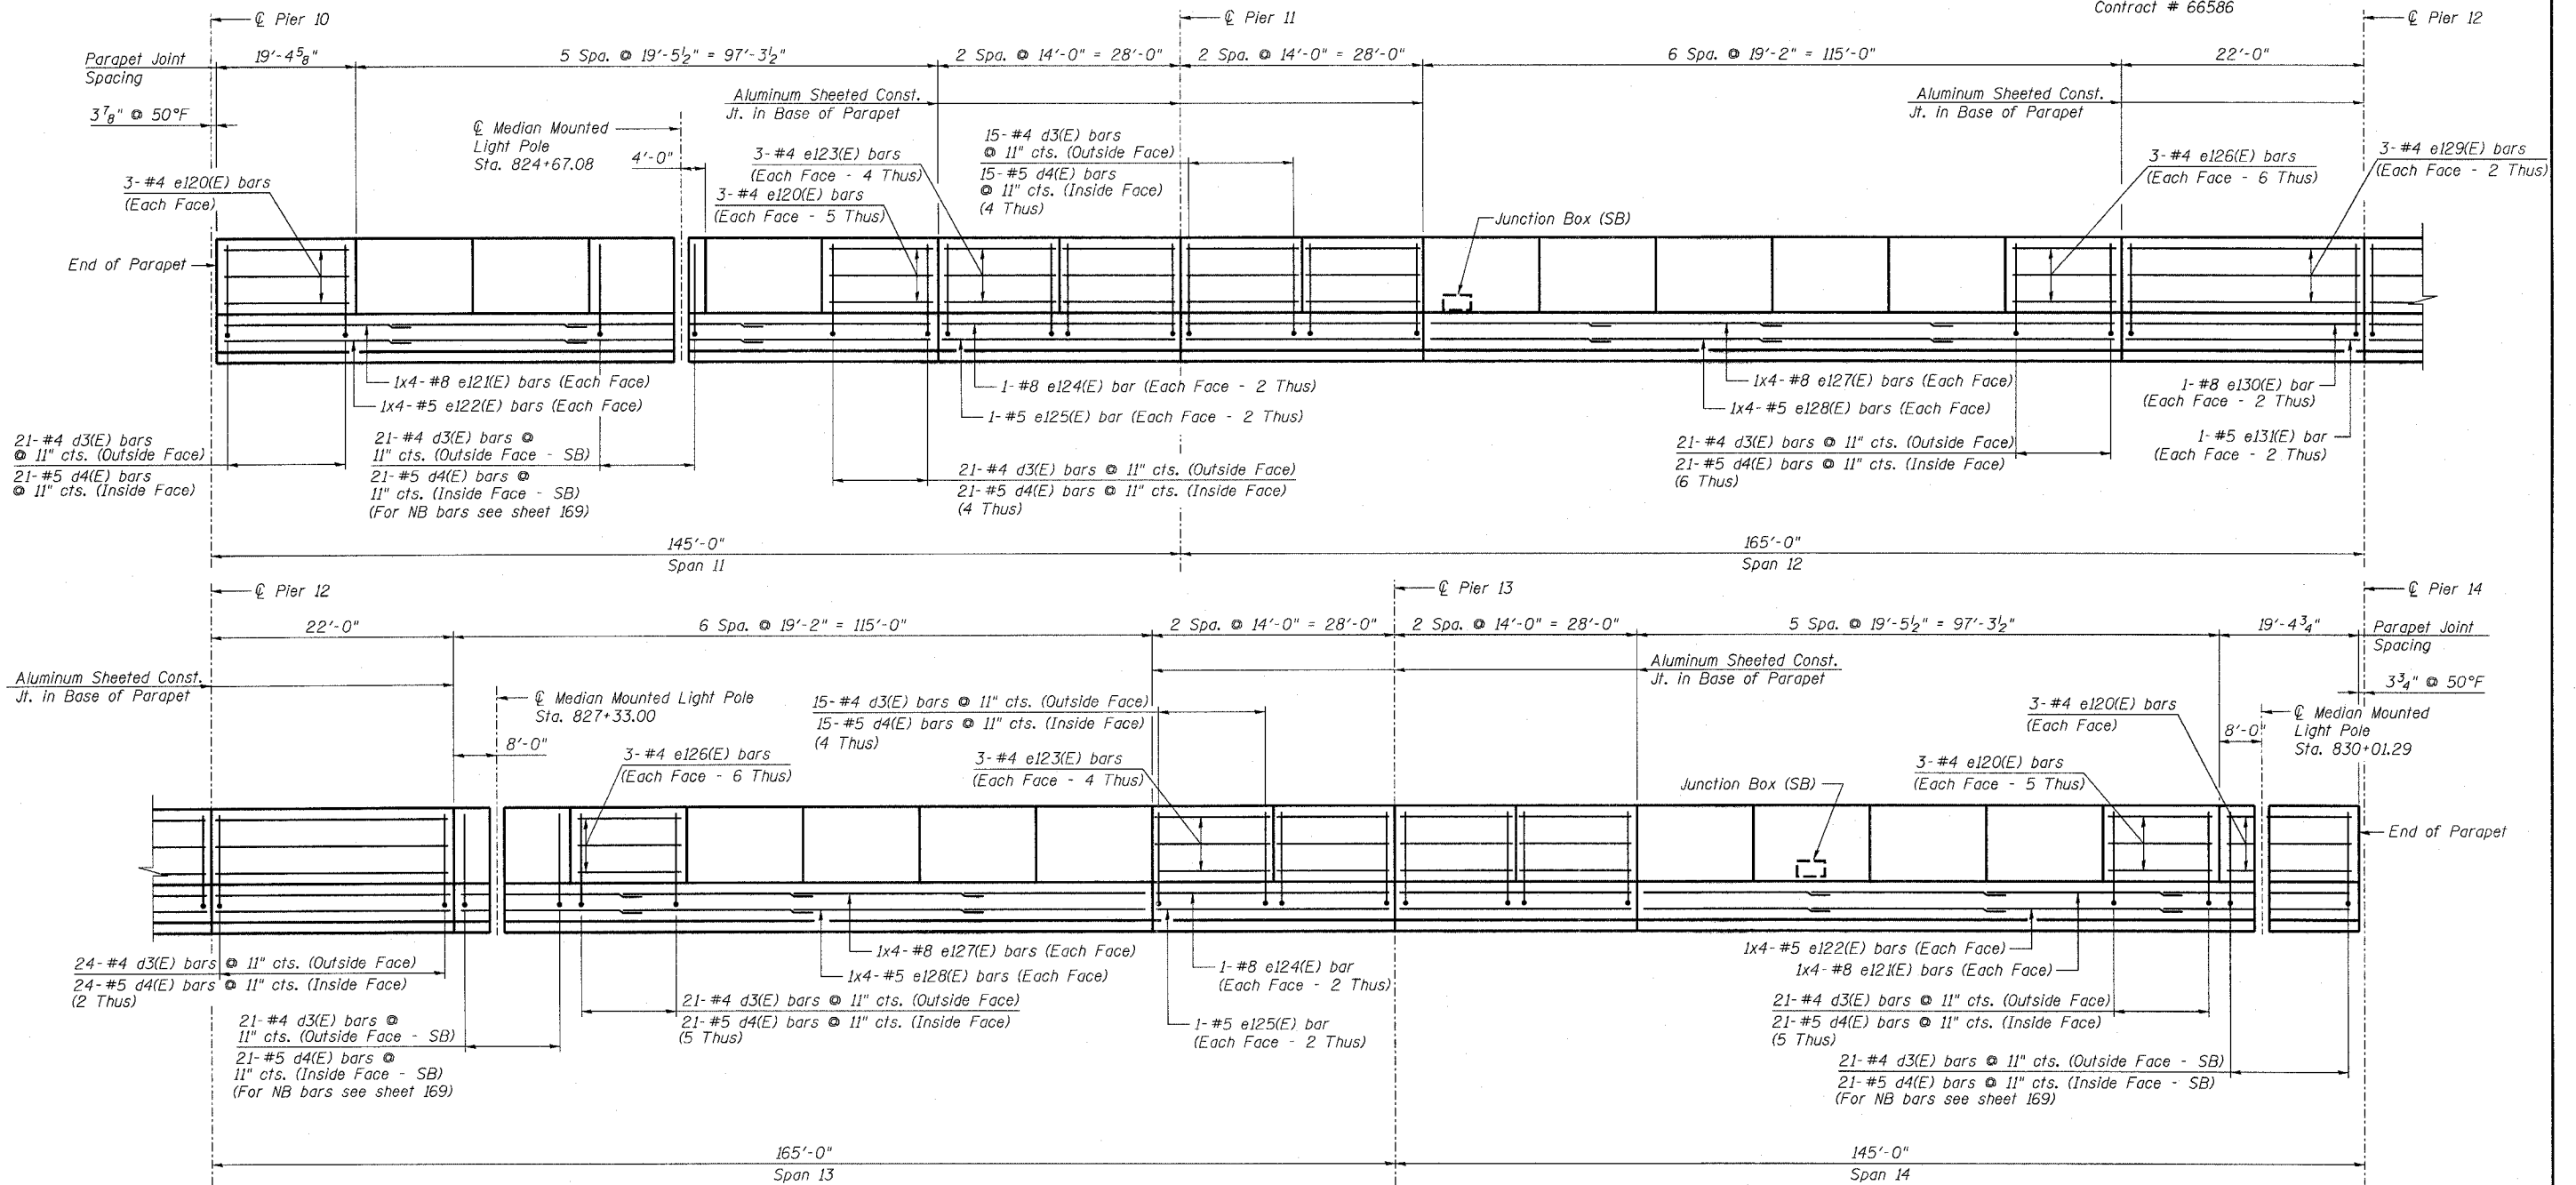 Contract # 66586
℄ Pier 10
℄ Pier 11
℄ Pier 12
Parapet Joint
Spacing
19'-4 5/8"
5 Spa. @ 19'-5 1/2" = 97'-3 1/2"
2 Spa. @ 14'-0" = 28'-0"
2 Spa. @ 14'-0" = 28'-0"
6 Spa. @ 19'-2" = 115'-0"
22'-0"
3 7/8" @ 50°F
Aluminum Sheeted Const.
Jt. in Base of Parapet
Aluminum Sheeted Const.
Jt. in Base of Parapet
℄ Median Mounted
Light Pole
Sta. 824+67.08
4'-0"
3-#4 e120(E) bars
(Each Face)
3-#4 e123(E) bars
(Each Face - 4 Thus)
3-#4 e120(E) bars
(Each Face - 5 Thus)
15-#4 d3(E) bars
@ 11" cts. (Outside Face)
15-#5 d4(E) bars
@ 11" cts. (Inside Face)
(4 Thus)
Junction Box (SB)
3-#4 e126(E) bars
(Each Face - 6 Thus)
3-#4 e129(E) bars
(Each Face - 2 Thus)
End of Parapet
1x4-#8 e121(E) bars (Each Face)
1x4-#5 e122(E) bars (Each Face)
1-#8 e124(E) bar (Each Face - 2 Thus)
1-#5 e125(E) bar (Each Face - 2 Thus)
1x4-#8 e127(E) bars (Each Face)
1x4-#5 e128(E) bars (Each Face)
1-#8 e130(E) bar
(Each Face - 2 Thus)
1-#5 e131(E) bar
(Each Face - 2 Thus)
21-#4 d3(E) bars
@ 11" cts. (Outside Face)
21-#5 d4(E) bars
@ 11" cts. (Inside Face)
21-#4 d3(E) bars @
11" cts. (Outside Face - SB)
21-#5 d4(E) bars @
11" cts. (Inside Face - SB)
(For NB bars see sheet 169)
21-#4 d3(E) bars @ 11" cts. (Outside Face)
21-#5 d4(E) bars @ 11" cts. (Inside Face)
(4 Thus)
21-#4 d3(E) bars @ 11" cts. (Outside Face)
21-#5 d4(E) bars @ 11" cts. (Inside Face)
(6 Thus)
145'-0"
Span 11
165'-0"
Span 12
℄ Pier 12
℄ Pier 13
℄ Pier 14
22'-0"
6 Spa. @ 19'-2" = 115'-0"
2 Spa. @ 14'-0" = 28'-0"
2 Spa. @ 14'-0" = 28'-0"
5 Spa. @ 19'-5 1/2" = 97'-3 1/2"
19'-4 3/4"
Parapet Joint
Spacing
3 3/4" @ 50°F
Aluminum Sheeted Const.
Jt. in Base of Parapet
℄ Median Mounted Light Pole
Sta. 827+33.00
8'-0"
3-#4 e126(E) bars
(Each Face - 6 Thus)
15-#4 d3(E) bars @ 11" cts. (Outside Face)
15-#5 d4(E) bars @ 11" cts. (Inside Face)
(4 Thus)
3-#4 e123(E) bars
(Each Face - 4 Thus)
Aluminum Sheeted Const.
Jt. in Base of Parapet
Junction Box (SB)
3-#4 e120(E) bars
(Each Face - 5 Thus)
3-#4 e120(E) bars
(Each Face)
8'-0"
℄ Median Mounted
Light Pole
Sta. 830+01.29
End of Parapet
24-#4 d3(E) bars @ 11" cts. (Outside Face)
24-#5 d4(E) bars @ 11" cts. (Inside Face)
(2 Thus)
21-#4 d3(E) bars @
11" cts. (Outside Face - SB)
21-#5 d4(E) bars @
11" cts. (Inside Face - SB)
(For NB bars see sheet 169)
1x4-#8 e127(E) bars (Each Face)
1x4-#5 e128(E) bars (Each Face)
21-#4 d3(E) bars @ 11" cts. (Outside Face)
21-#5 d4(E) bars @ 11" cts. (Inside Face)
(5 Thus)
1-#8 e124(E) bar
(Each Face - 2 Thus)
1-#5 e125(E) bar
(Each Face - 2 Thus)
1x4-#5 e122(E) bars (Each Face)
1x4-#8 e121(E) bars (Each Face)
21-#4 d3(E) bars @ 11" cts. (Outside Face)
21-#5 d4(E) bars @ 11" cts. (Inside Face)
(5 Thus)
21-#4 d3(E) bars @ 11" cts. (Outside Face - SB)
21-#5 d4(E) bars @ 11" cts. (Inside Face - SB)
(For NB bars see sheet 169)
165'-0"
Span 13
145'-0"
Span 14